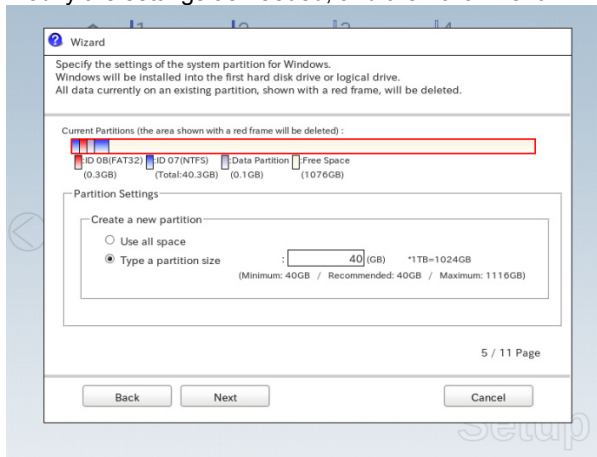 1 2 3 4
Wizard
Specify the settings of the system partition for Windows.
Windows will be installed into the first hard disk drive or logical drive.
All data currently on an existing partition, shown with a red frame, will be deleted.
Current Partitions (the area shown with a red frame will be deleted) :
:ID 0B(FAT32) :ID 07(NTFS) :Data Partition :Free Space
(0.3GB) (Total:40.3GB) (0.1GB) (1076GB)
Partition Settings
Create a new partition
Use all space
Type a partition size : 40 (GB) *1TB=1024GB
(Minimum: 40GB / Recommended: 40GB / Maximum: 1116GB)
5 / 11 Page
Back Next Cancel
Setup